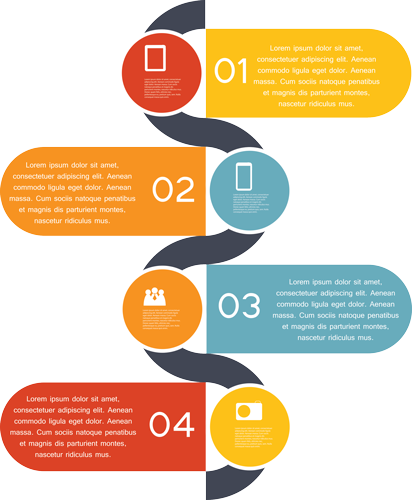 01
Lorem ipsum dolor sit amet,
consectetuer adipiscing elit. Aenean
commodo ligula eget dolor. Aenean
massa. Cum sociis natoque penatibus
et magnis dis parturient montes,
nascetur ridiculus mus.
Lorem ipsum dolor sit amet,
consectetuer adipiscing elit. Aenean
commodo ligula eget dolor. Aenean
massa. Cum sociis natoque penatibus
et magnis dis parturient montes,
nascetur ridiculus mus.
02
03
Lorem ipsum dolor sit amet,
consectetuer adipiscing elit. Aenean
commodo ligula eget dolor. Aenean
massa. Cum sociis natoque penatibus
et magnis dis parturient montes,
nascetur ridiculus mus.
Lorem ipsum dolor sit amet,
consectetuer adipiscing elit. Aenean
commodo ligula eget dolor. Aenean
massa. Cum sociis natoque penatibus
et magnis dis parturient montes,
nascetur ridiculus mus.
04